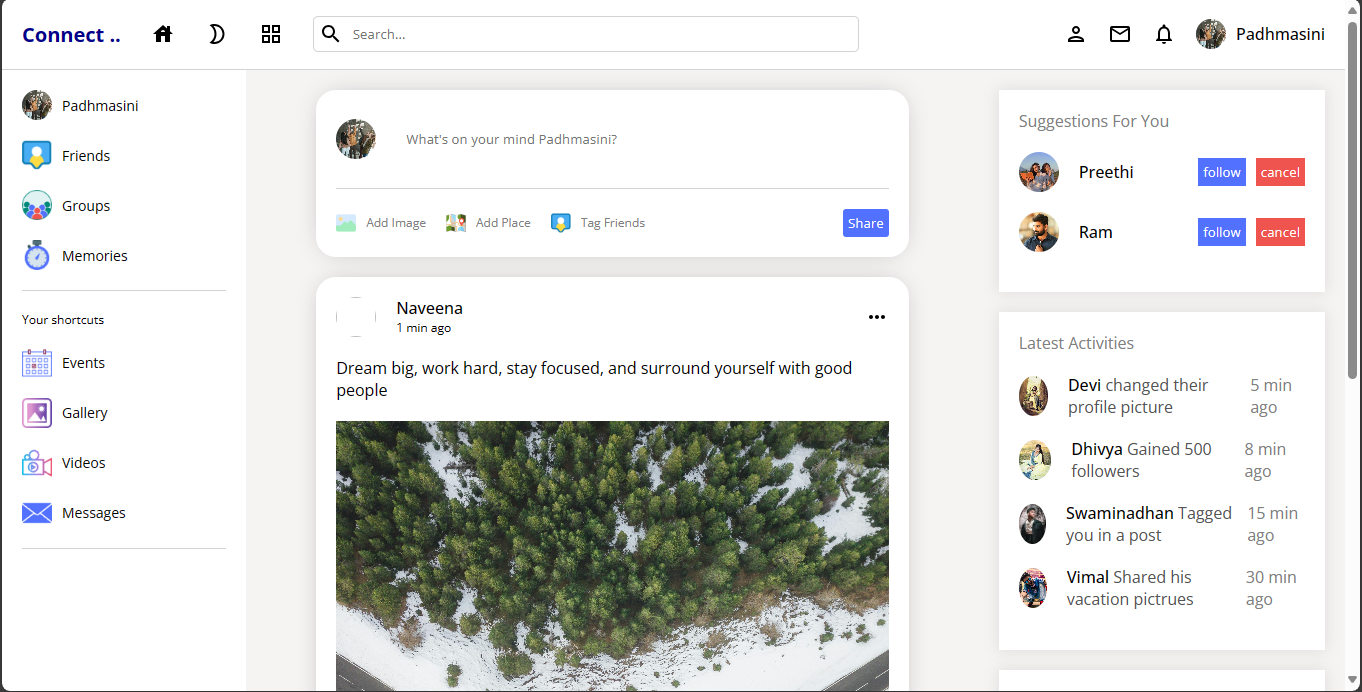 Connect ..
Search...
Padhmasini
Padhmasini
Friends
Groups
Memories
Your shortcuts
Events
Gallery
Videos
Messages
What's on your mind Padhmasini?
Add Image
Add Place
Tag Friends
Share
Naveena
1 min ago
Dream big, work hard, stay focused, and surround yourself with good
people
Suggestions For You
Preethi
follow
cancel
Ram
follow
cancel
Latest Activities
Devi changed their
profile picture
5 min
ago
Dhivya Gained 500
followers
8 min
ago
Swaminadhan Tagged
you in a post
15 min
ago
Vimal Shared his
vacation pictrues
30 min
ago